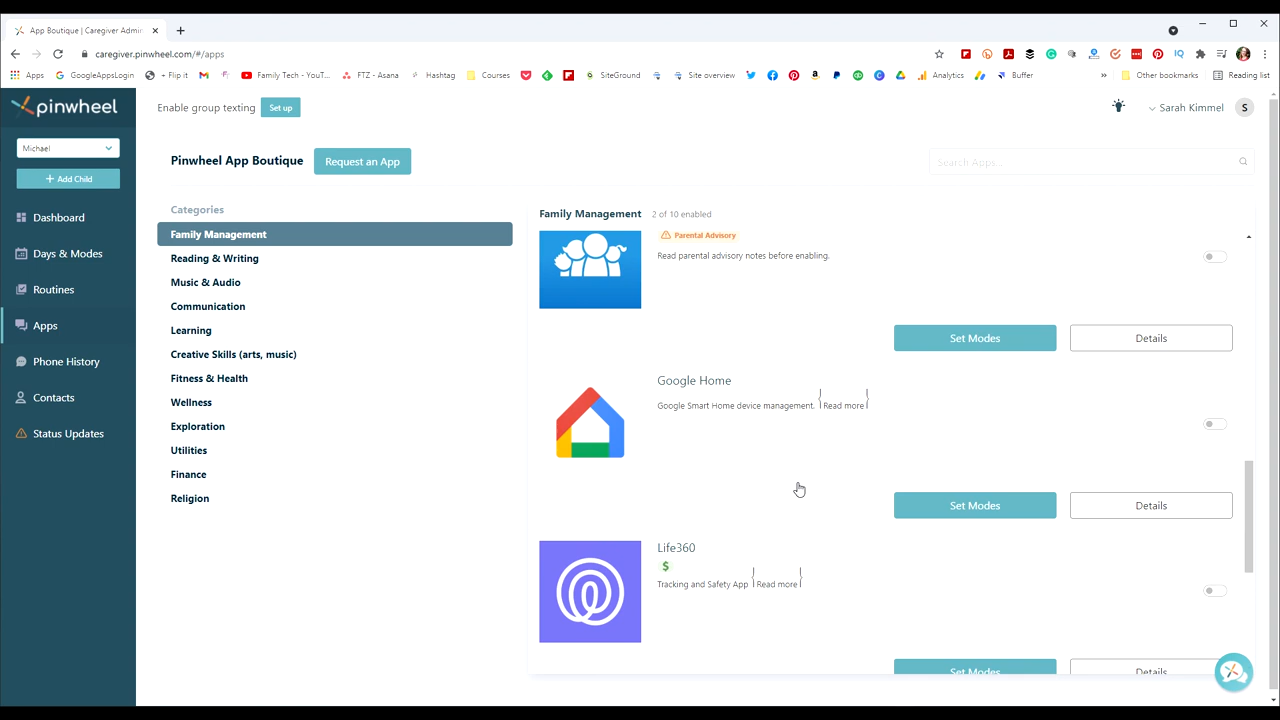 App Boutique | Caregiver Admin
caregiver.pinwheel.com/#/apps
Apps
GoogleAppsLogin
+ Flip it
Family Tech - YouT...
FTZ - Asana
Hashtag
Courses
SiteGround
Site overview
Analytics
Buffer
Other bookmarks
Reading list
pinwheel
Michael
+ Add Child
Dashboard
Days & Modes
Routines
Apps
Phone History
Contacts
Status Updates
Enable group texting
Set up
Sarah Kimmel
S
Pinwheel App Boutique
Request an App
Search Apps...
Categories
Family Management
Reading & Writing
Music & Audio
Communication
Learning
Creative Skills (arts, music)
Fitness & Health
Wellness
Exploration
Utilities
Finance
Religion
Family Management 2 of 10 enabled
Parental Advisory
Read parental advisory notes before enabling.
Set Modes
Details
Google Home
Google Smart Home device management. Read more
Set Modes
Details
Life360
$
Tracking and Safety App Read more
Set Modes
Details